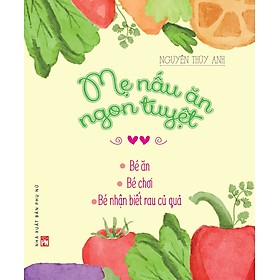 NGUYỄN THÚY ANH
Mẹ nấu ăn
ngon tuyệt
• Bé ăn
• Bé chơi
• Bé nhận biết rau củ quả
NHÀ XUẤT BẢN PHỤ NỮ